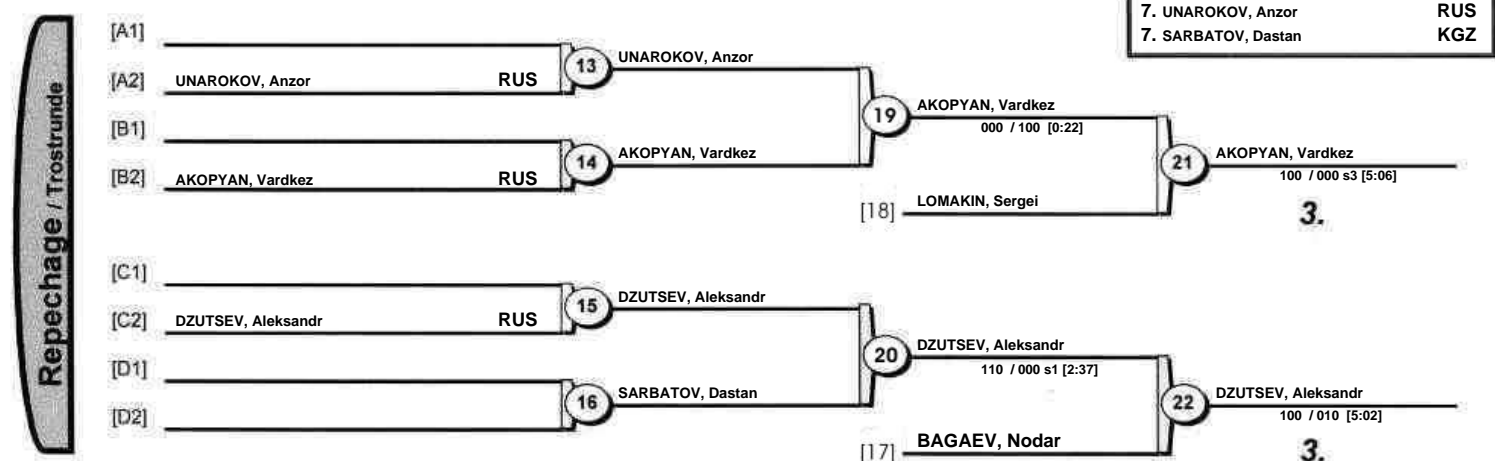 7. UNAROKOV, Anzor RUS
7. SARBATOV, Dastan KGZ
Repechage / Trostrunde
[A1]
UNAROKOV, Anzor
[A2] UNAROKOV, Anzor RUS
13
AKOPYAN, Vardkez
000 / 100 [0:22]
19
[B1]
AKOPYAN, Vardkez
14
[B2] AKOPYAN, Vardkez RUS
AKOPYAN, Vardkez
100 / 000 s3 [5:06]
21
[18] LOMAKIN, Sergei
3.
[C1]
DZUTSEV, Aleksandr
15
[C2] DZUTSEV, Aleksandr RUS
DZUTSEV, Aleksandr
110 / 000 s1 [2:37]
20
[D1]
SARBATOV, Dastan
16
[D2]
DZUTSEV, Aleksandr
100 / 010 [5:02]
22
[17] BAGAEV, Nodar
3.